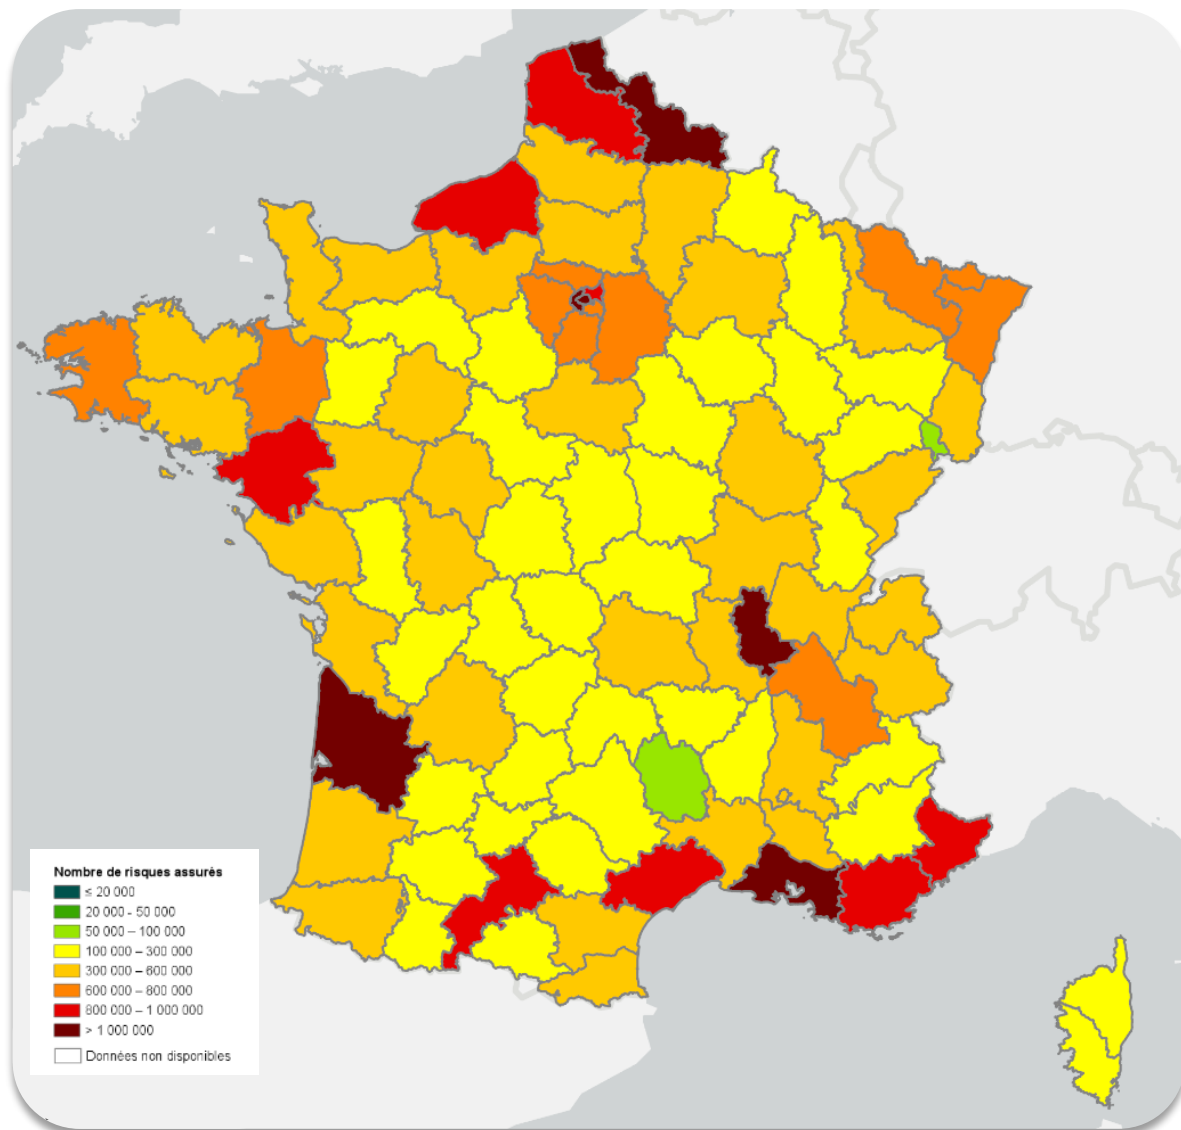 Nombre de risques assurés
≤ 20 000
20 000 - 50 000
50 000 – 100 000
100 000 – 300 000
300 000 – 600 000
600 000 – 800 000
800 000 – 1 000 000
> 1 000 000
Données non disponibles